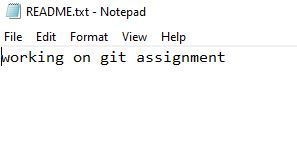 README.txt - Notepad
File Edit Format View Help
working on git assignment